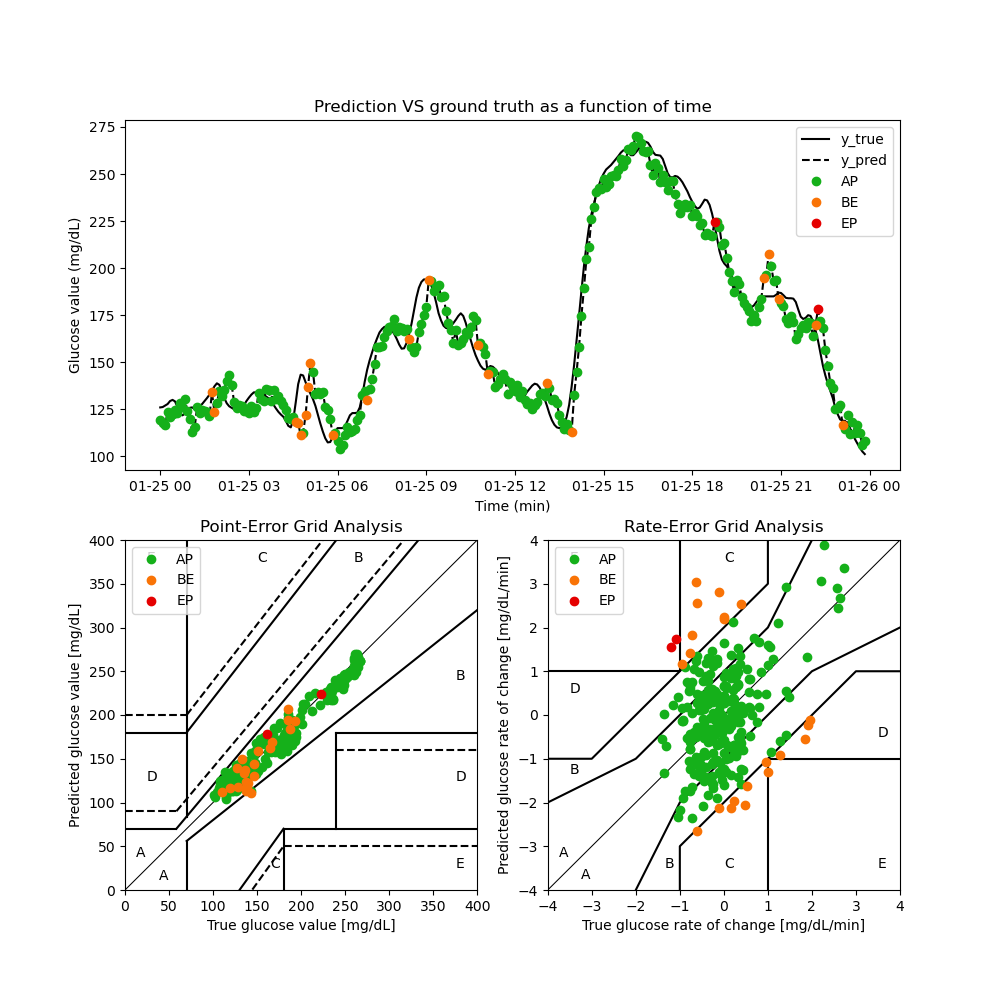 Prediction VS ground truth as a function of time
Glucose value (mg/dL)
275
250
225
200
175
150
125
100
y_true
y_pred
AP
BE
EP
01-25 00 01-25 03 01-25 06 01-25 09 01-25 12 01-25 15 01-25 18 01-25 21 01-26 00
Time (min)
Point-Error Grid Analysis
Predicted glucose value [mg/dL]
400
350
300
250
200
150
100
50
0
AP
BE
EP
C
B
B
D
D
A
A
C
E
0 50 100 150 200 250 300 350 400
True glucose value [mg/dL]
Rate-Error Grid Analysis
Predicted glucose rate of change [mg/dL/min]
4
3
2
1
0
−1
−2
−3
−4
AP
BE
EP
C
D
D
B
A
A
B
C
E
−4 −3 −2 −1 0 1 2 3 4
True glucose rate of change [mg/dL/min]